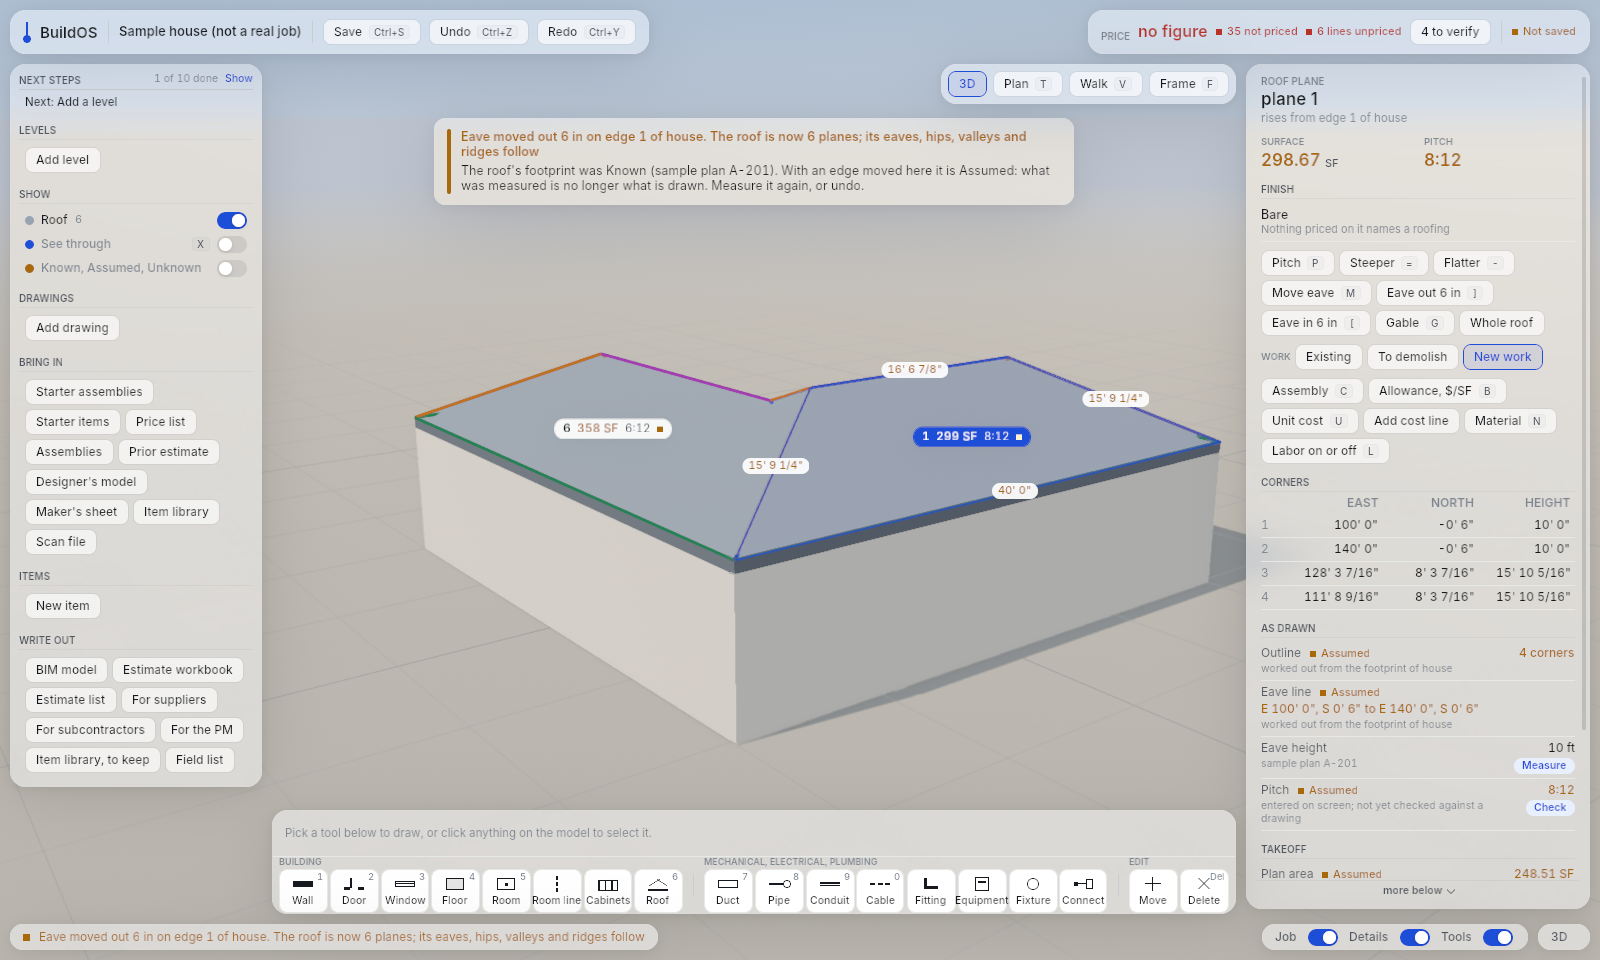 BuildOS
Sample house (not a real job)
Save Ctrl+S
Undo Ctrl+Z
Redo Ctrl+Y
PRICE no figure
35 not priced
6 lines unpriced
4 to verify
Not saved
NEXT STEPS 1 of 10 done Show
Next: Add a level
LEVELS
Add level
SHOW
Roof 6
See through X
Known, Assumed, Unknown
DRAWINGS
Add drawing
BRING IN
Starter assemblies
Starter items Price list
Assemblies Prior estimate
Designer's model
Maker's sheet Item library
Scan file
ITEMS
New item
WRITE OUT
BIM model Estimate workbook
Estimate list For suppliers
For subcontractors For the PM
Item library, to keep Field list
3D
Plan T
Walk V
Frame F
Eave moved out 6 in on edge 1 of house. The roof is now 6 planes; its eaves, hips, valleys and
ridges follow
The roof's footprint was Known (sample plan A-201). With an edge moved here it is Assumed: what
was measured is no longer what is drawn. Measure it again, or undo.
16' 6 7/8"
15' 9 1/4"
6 358 SF 6:12
1 299 SF 8:12
15' 9 1/4"
40' 0"
ROOF PLANE
plane 1
rises from edge 1 of house
SURFACE PITCH
298.67 SF 8:12
FINISH
Bare
Nothing priced on it names a roofing
Pitch P Steeper = Flatter -
Move eave M Eave out 6 in ]
Eave in 6 in [ Gable G Whole roof
WORK Existing To demolish New work
Assembly C Allowance, $/SF B
Unit cost U Add cost line Material N
Labor on or off L
CORNERS
EAST NORTH HEIGHT
1 100' 0" -0' 6" 10' 0"
2 140' 0" -0' 6" 10' 0"
3 128' 3 7/16" 8' 3 7/16" 15' 10 5/16"
4 111' 8 9/16" 8' 3 7/16" 15' 10 5/16"
AS DRAWN
Outline Assumed 4 corners
worked out from the footprint of house
Eave line Assumed
E 100' 0", S 0' 6" to E 140' 0", S 0' 6"
worked out from the footprint of house
Eave height 10 ft
sample plan A-201 Measure
Pitch Assumed 8:12
entered on screen; not yet checked against a Check
drawing
TAKEOFF
Plan area Assumed 248.51 SF
more below
Pick a tool below to draw, or click anything on the model to select it.
BUILDING
1 2 3 4 5 6
Wall Door Window Floor Room Room line Cabinets Roof
MECHANICAL, ELECTRICAL, PLUMBING
7 8 9 0
Duct Pipe Conduit Cable Fitting Equipment Fixture Connect
EDIT
Del
Move Delete
Eave moved out 6 in on edge 1 of house. The roof is now 6 planes; its eaves, hips, valleys and ridges follow
Job Details Tools
3D